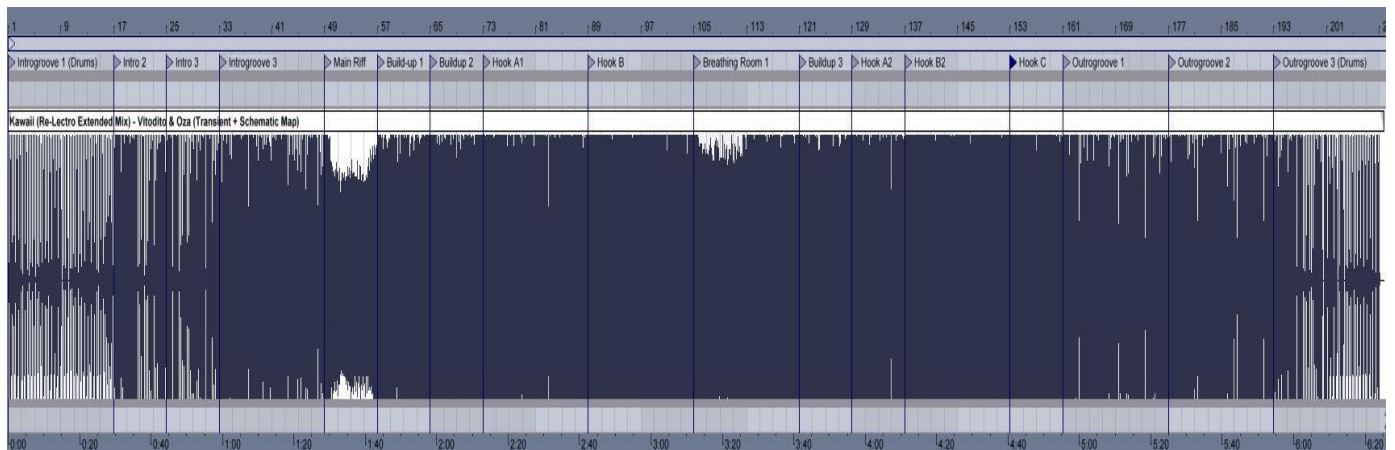 1 9 17 25 33 41 49 57 65 73 81 89 97 105 113 121 129 137 145 153 161 169 177 185 193 201
Introgroove 1 (Drums) Intro 2 Intro 3 Introgroove 3 Main Riff Build-up 1 Buildup 2 Hook A1 Hook B Breathing Room 1 Buildup 3 Hook A2 Hook B2 Hook C Outrogroove 1 Outrogroove 2 Outrogroove 3 (Drums)
Kawaii (Re-Lectro Extended Mix) - Vitodito & Oza (Transient + Schematic Map)
0:00 0:20 0:40 1:00 1:20 1:40 2:00 2:20 2:40 3:00 3:20 3:40 4:00 4:20 4:40 5:00 5:20 5:40 6:00 6:20